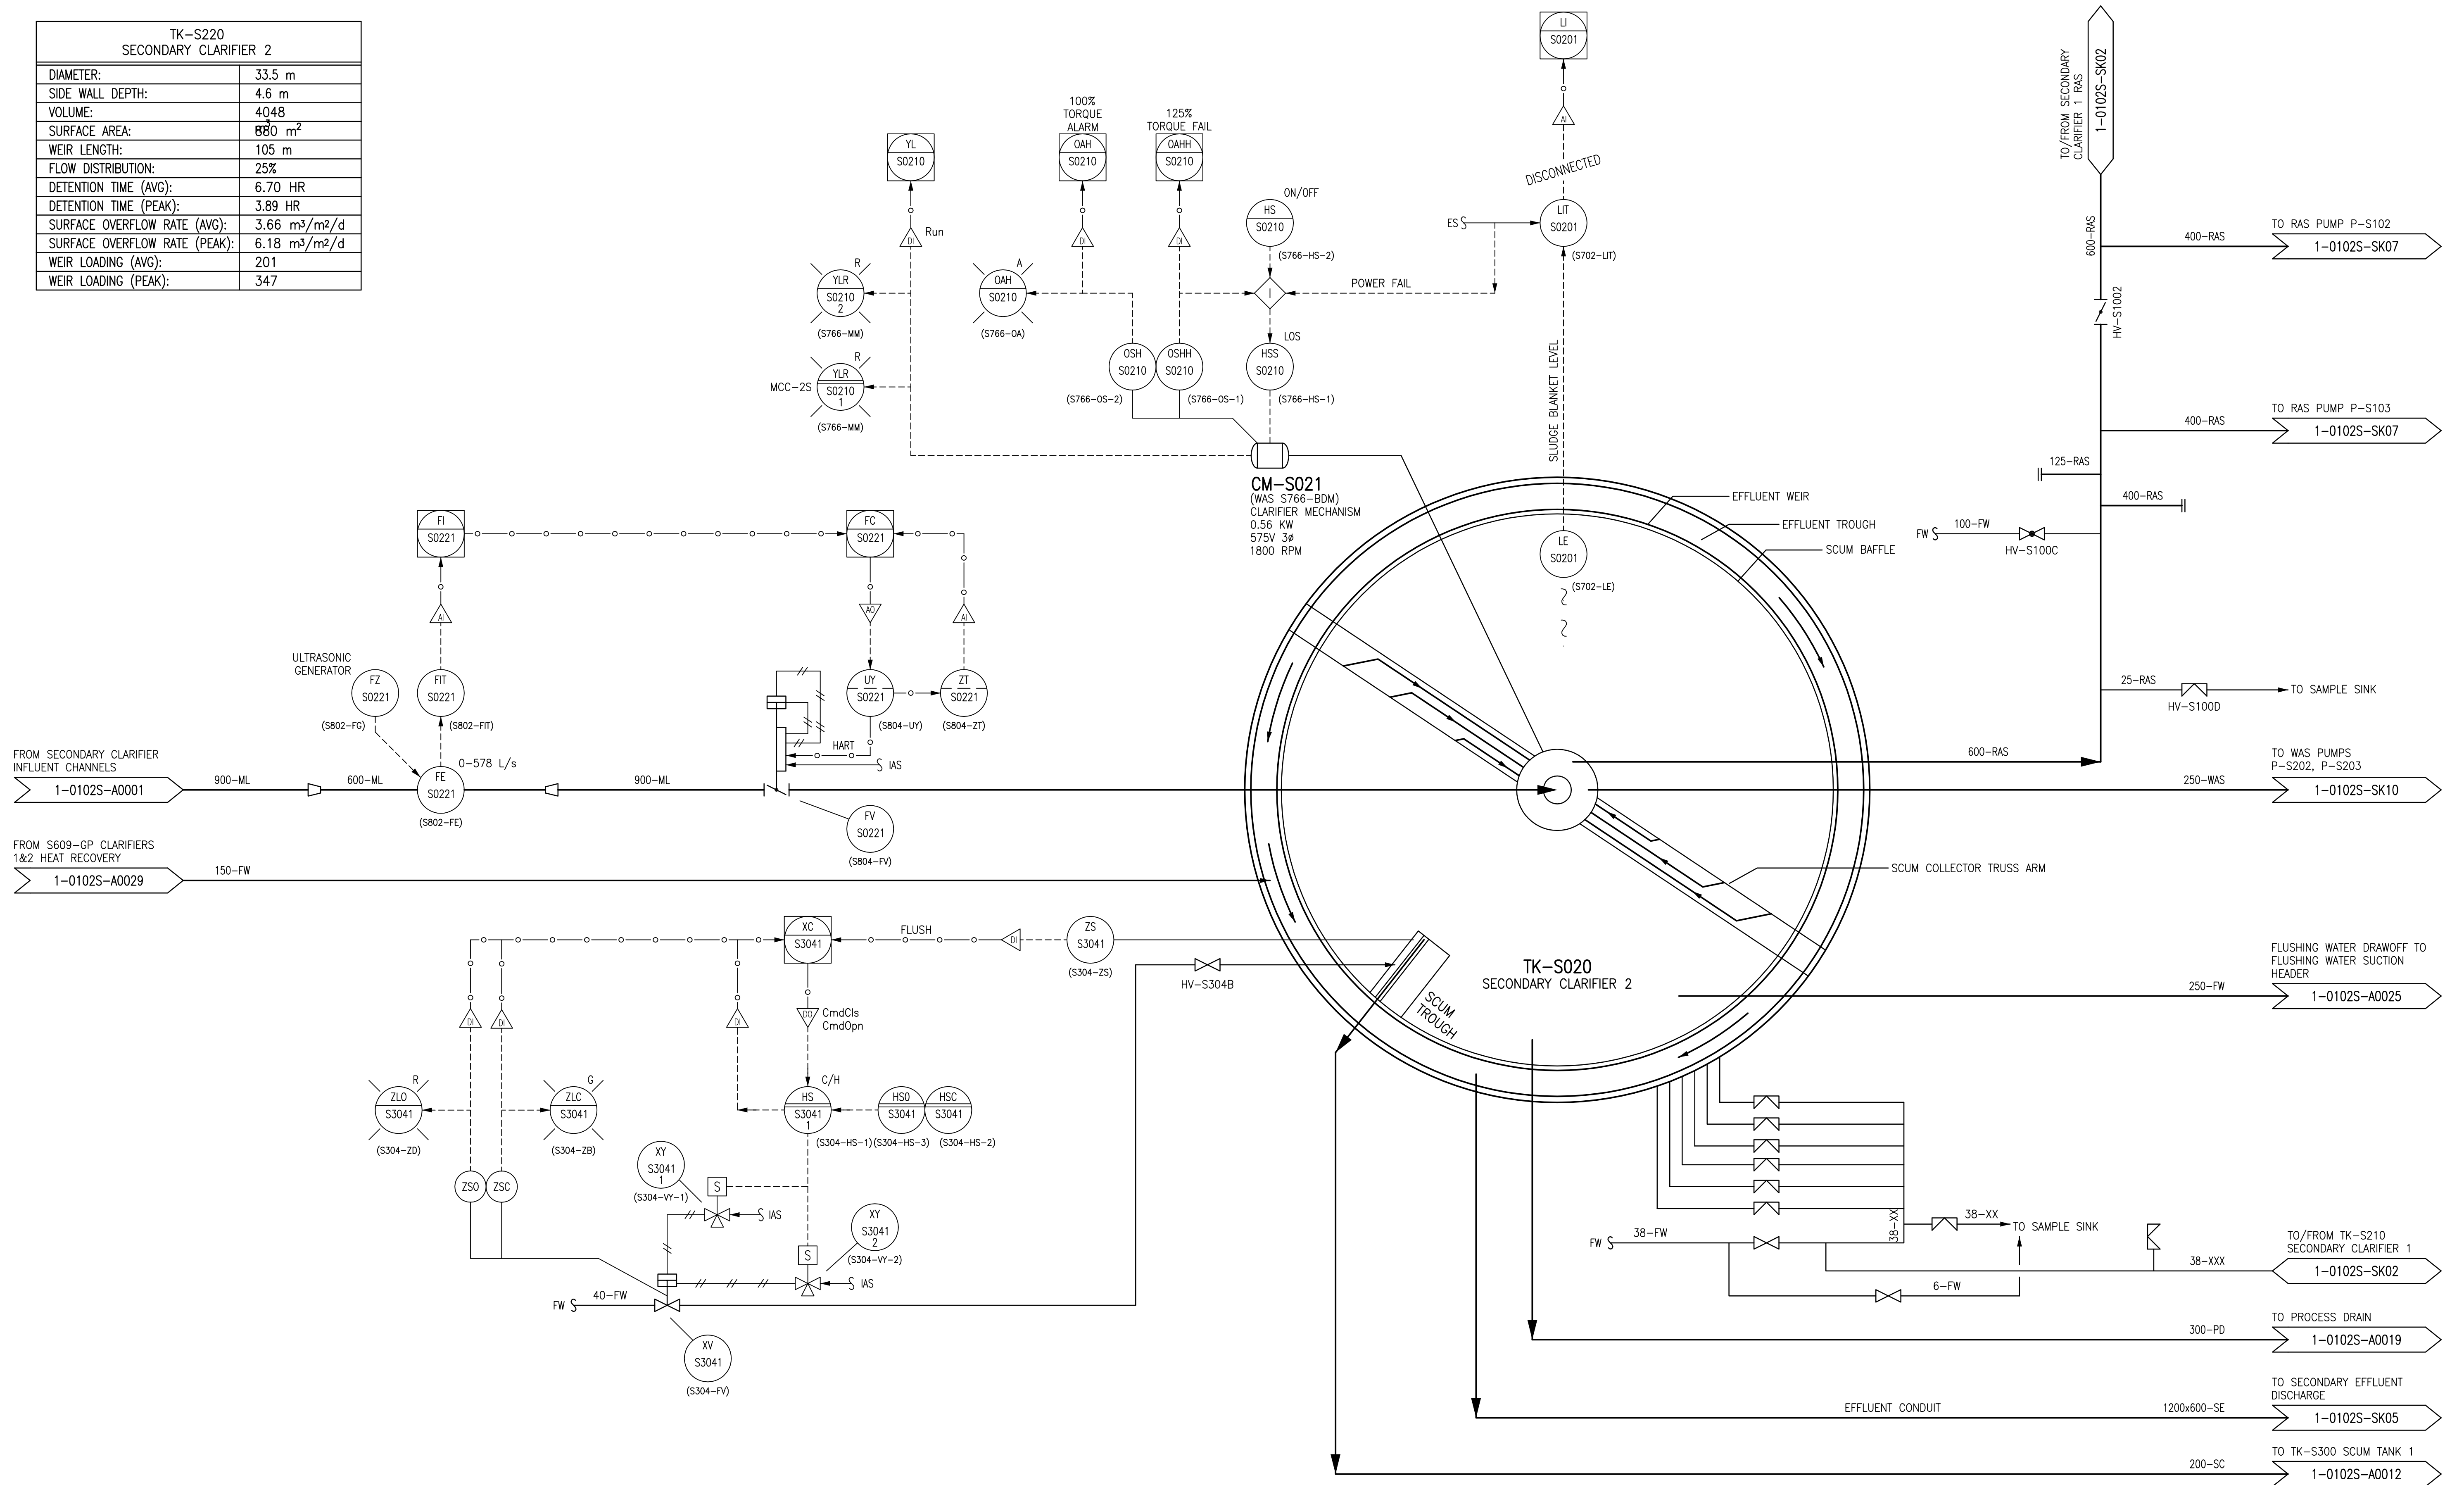 TK-S220
SECONDARY CLARIFIER 2
DIAMETER: 33.5 m
SIDE WALL DEPTH: 4.6 m
VOLUME: 4048 m3
SURFACE AREA: 880 m2
WEIR LENGTH: 105 m
FLOW DISTRIBUTION: 25%
DETENTION TIME (AVG): 6.70 HR
DETENTION TIME (PEAK): 3.89 HR
SURFACE OVERFLOW RATE (AVG): 3.66 m3/m2/d
SURFACE OVERFLOW RATE (PEAK): 6.18 m3/m2/d
WEIR LOADING (AVG): 201
WEIR LOADING (PEAK): 347
YL
S0210
DI
Run
R
YLR
S0210
2
(S766-MM)
R
MCC-2S
YLR
S0210
1
(S766-MM)
100%
TORQUE
ALARM
OAH
S0210
DI
A
OAH
S0210
(S766-OA)
125%
TORQUE FAIL
OAHH
S0210
DI
OSH
S0210
(S766-OS-2)
OSHH
S0210
(S766-OS-1)
ON/OFF
HS
S0210
(S766-HS-2)
I
POWER FAIL
LOS
HSS
S0210
(S766-HS-1)
LI
S0201
AI
DISCONNECTED
ES
LIT
S0201
(S702-LIT)
SLUDGE BLANKET LEVEL
LE
S0201
(S702-LE)
CM-S021
(WAS S766-BDM)
CLARIFIER MECHANISM
0.56 KW
575V 3ø
1800 RPM
EFFLUENT WEIR
EFFLUENT TROUGH
SCUM BAFFLE
SCUM COLLECTOR TRUSS ARM
TK-S020
SECONDARY CLARIFIER 2
SCUM
TROUGH
TO/FROM SECONDARY
CLARIFIER 1 RAS
1-0102S-SK02
600-RAS
HV-S1002
TO RAS PUMP P-S102
400-RAS
1-0102S-SK07
TO RAS PUMP P-S103
400-RAS
1-0102S-SK07
125-RAS
400-RAS
FW
100-FW
HV-S100C
25-RAS
HV-S100D
TO SAMPLE SINK
600-RAS
TO WAS PUMPS
P-S202, P-S203
250-WAS
1-0102S-SK10
FI
S0221
AI
FIT
S0221
(S802-FIT)
ULTRASONIC
GENERATOR
FZ
S0221
(S802-FG)
FE
S0221
0-578 L/s
(S802-FE)
FC
S0221
AO
AI
UY
S0221
(S804-UY)
ZT
S0221
(S804-ZT)
HART
IAS
FV
S0221
(S804-FV)
FROM SECONDARY CLARIFIER
INFLUENT CHANNELS
1-0102S-A0001
900-ML
600-ML
900-ML
FROM S609-GP CLARIFIERS
1&2 HEAT RECOVERY
1-0102S-A0029
150-FW
XC
S3041
FLUSH
DI
ZS
S3041
(S304-ZS)
DI
DI
DI
DO
CmdCls
CmdOpn
HV-S304B
R
ZLO
S3041
(S304-ZD)
G
ZLC
S3041
(S304-ZB)
C/H
HS
S3041
1
(S304-HS-1)
HSO
S3041
(S304-HS-3)
HSC
S3041
(S304-HS-2)
ZSO
ZSC
XY
S3041
1
(S304-VY-1)
S
IAS
XY
S3041
2
(S304-VY-2)
S
IAS
FW
40-FW
XV
S3041
(S304-FV)
FLUSHING WATER DRAWOFF TO
FLUSHING WATER SUCTION
HEADER
250-FW
1-0102S-A0025
38-XX
38-XX
TO SAMPLE SINK
FW
38-FW
6-FW
TO/FROM TK-S210
SECONDARY CLARIFIER 1
38-XXX
1-0102S-SK02
TO PROCESS DRAIN
300-PD
1-0102S-A0019
TO SECONDARY EFFLUENT
DISCHARGE
EFFLUENT CONDUIT
1200x600-SE
1-0102S-SK05
TO TK-S300 SCUM TANK 1
200-SC
1-0102S-A0012